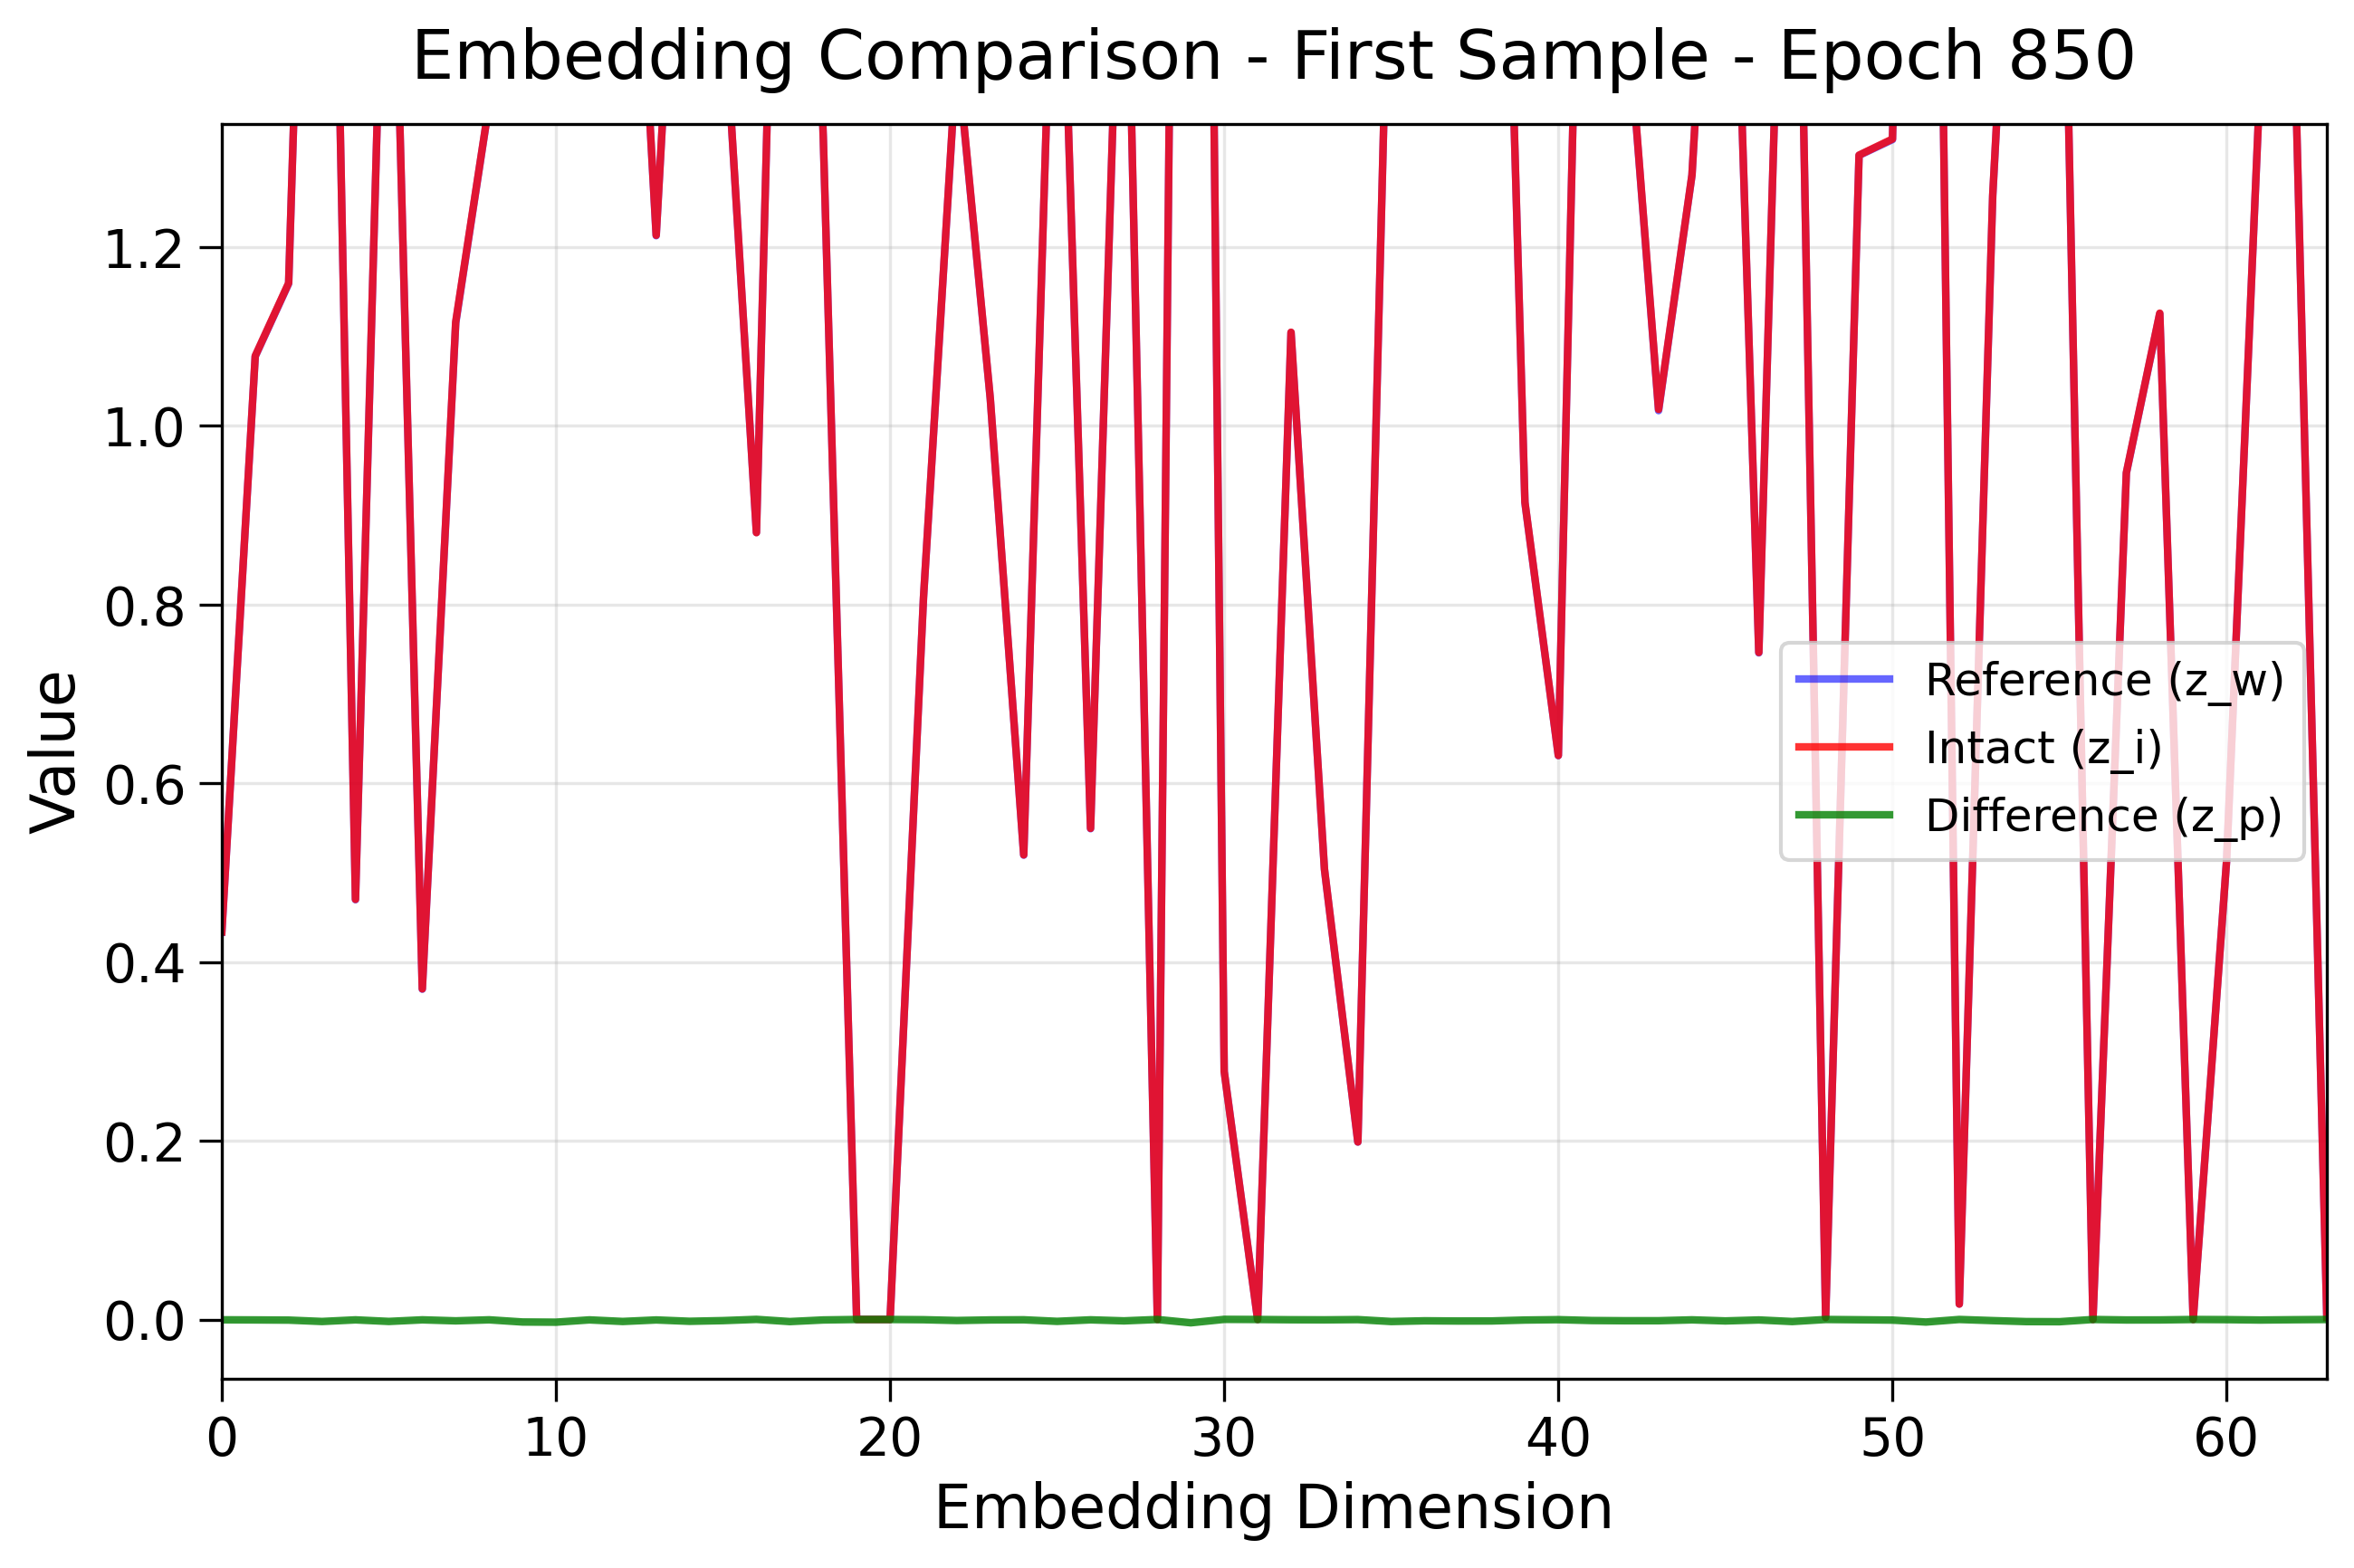 Embedding Comparison - First Sample - Epoch 850
1.2
1.0
0.8
0.6
0.4
0.2
0.0
Value
Reference (z_w)
Intact (z_i)
Difference (z_p)
0 10 20 30 40 50 60
Embedding Dimension